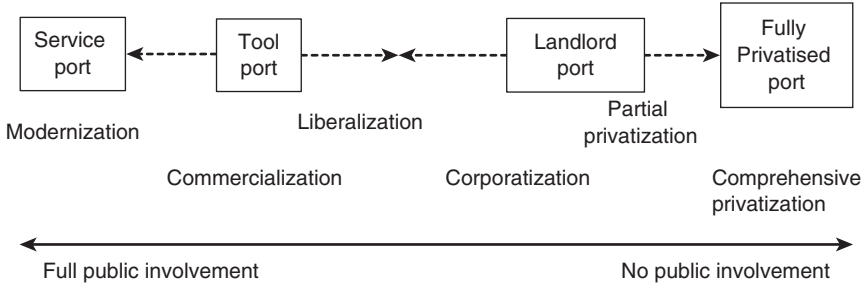 Service
port
Tool
port
Landlord
port
Fully
Privatised
port
Modernization
Liberalization
Partial
privatization
Commercialization
Corporatization
Comprehensive
privatization
Full public involvement
No public involvement